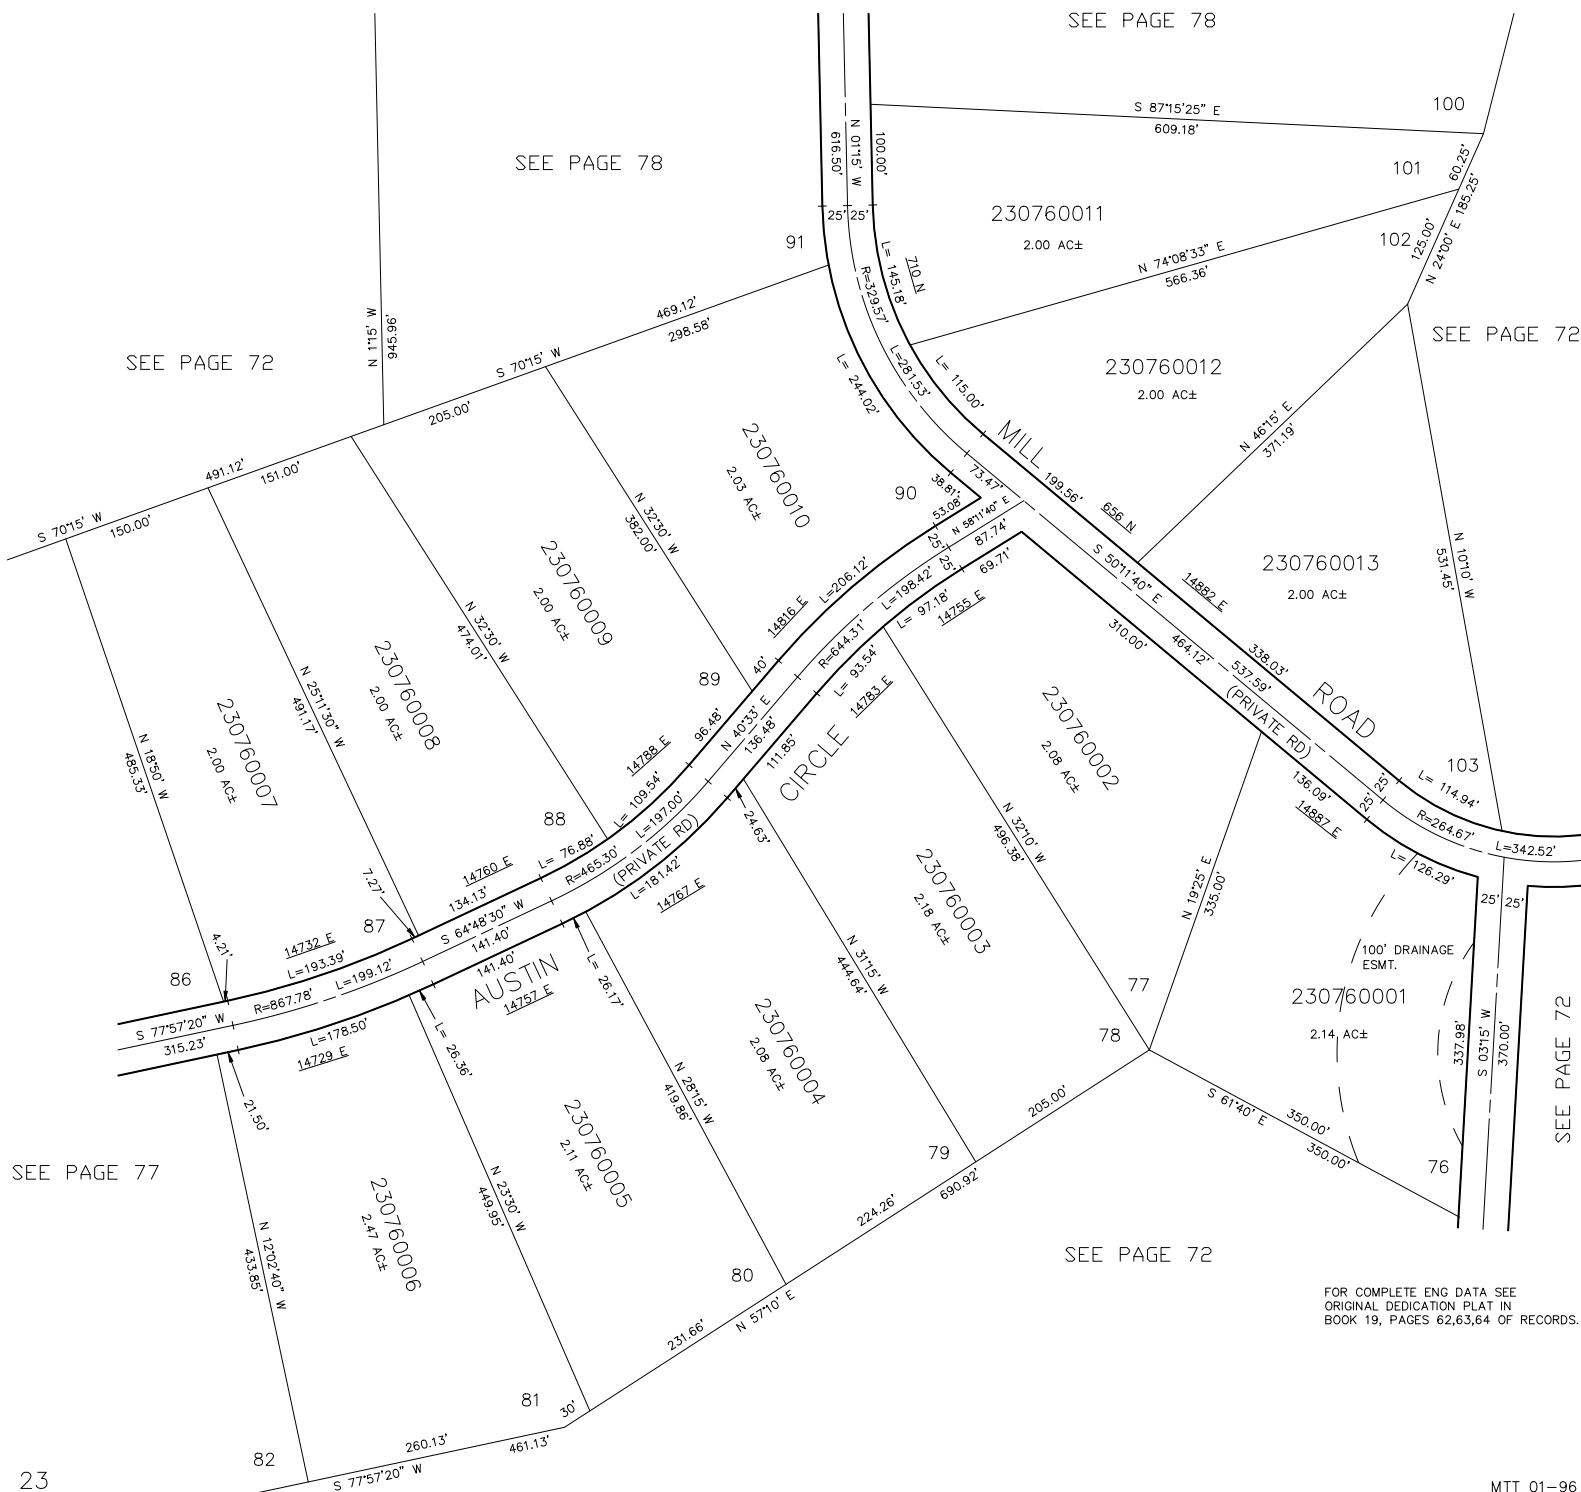 SEE PAGE 78
S 87°15'25" E
609.18'
100
60.25'
101
N 24°00' E 185.25'
125.00'
102
616.50'
N 01°15' W
100.00'
25' 25'
SEE PAGE 78
91
230760011
2.00 AC±
N 74°08'33" E
566.36'
L= 145.18'
710 N
R=329.57'
L=281.53'
L= 244.02'
L= 115.00'
469.12'
298.58'
N 1°15' W
945.96'
SEE PAGE 72
S 70°15' W
205.00'
SEE PAGE 72
230760012
2.00 AC±
N 46°15' E
371.19'
MILL
199.56'
656 N
73.47'
38.81'
53.08'
N 58°11'40" E
87.74'
25' 25'
69.71'
90
230760010
2.03 AC±
N 32°30' W
382.00'
491.12'
151.00'
S 70°15' W
150.00'
230760009
2.00 AC±
N 32°30' W
474.01'
L=206.12'
L=198.42'
R=644.31'
14816 E
L= 97.18'
14755 E
L= 93.54'
14783 E
40'
89
230760013
2.00 AC±
N 10°10' W
531.45'
S 50°11'40" E
14882 E
310.00'
464.12'
537.59'
338.03'
ROAD
(PRIVATE RD)
103
230760008
2.00 AC±
N 25°11'30" W
491.17'
230760007
2.00 AC±
N 18°50' W
485.33'
96.48'
N 40°33' E
136.48'
111.85'
CIRCLE
14788 E
L= 109.54'
L=197.00'
24.63'
230760002
2.08 AC±
N 32°10' W
496.38'
25' 25'
136.09'
14887 E
L= 114.94'
R=264.67'
L=342.52'
L= 126.29'
88
L= 76.88'
R=465.30'
(PRIVATE RD)
L=181.42'
14767 E
14760 E
134.13'
7.27'
87
S 64°48'30" W
141.40'
141.40'
AUSTIN
14757 E
230760003
2.18 AC±
N 31°15' W
444.64'
N 19°25' E
335.00'
25' 25'
100' DRAINAGE
ESMT.
230760001
2.14 AC±
337.98'
S 03°15' W
370.00'
SEE PAGE 72
4.21'
86
14732 E
L=193.39'
L=199.12'
R=867.78'
S 77°57'20" W
315.23'
L=178.50'
14729 E
L= 26.36'
L= 26.17'
21.50'
77
78
230760004
2.08 AC±
N 28°15' W
419.86'
205.00'
S 61°40' E
350.00'
350.00'
76
SEE PAGE 77
230760005
2.11 AC±
N 23°30' W
449.95'
79
690.92'
224.26'
230760006
2.47 AC±
N 12°02'40" W
433.85'
SEE PAGE 72
80
N 57°10' E
231.66'
FOR COMPLETE ENG DATA SEE
ORIGINAL DEDICATION PLAT IN
BOOK 19, PAGES 62,63,64 OF RECORDS.
81
30'
260.13'
461.13'
82
S 77°57'20" W
23
MTT 01-96